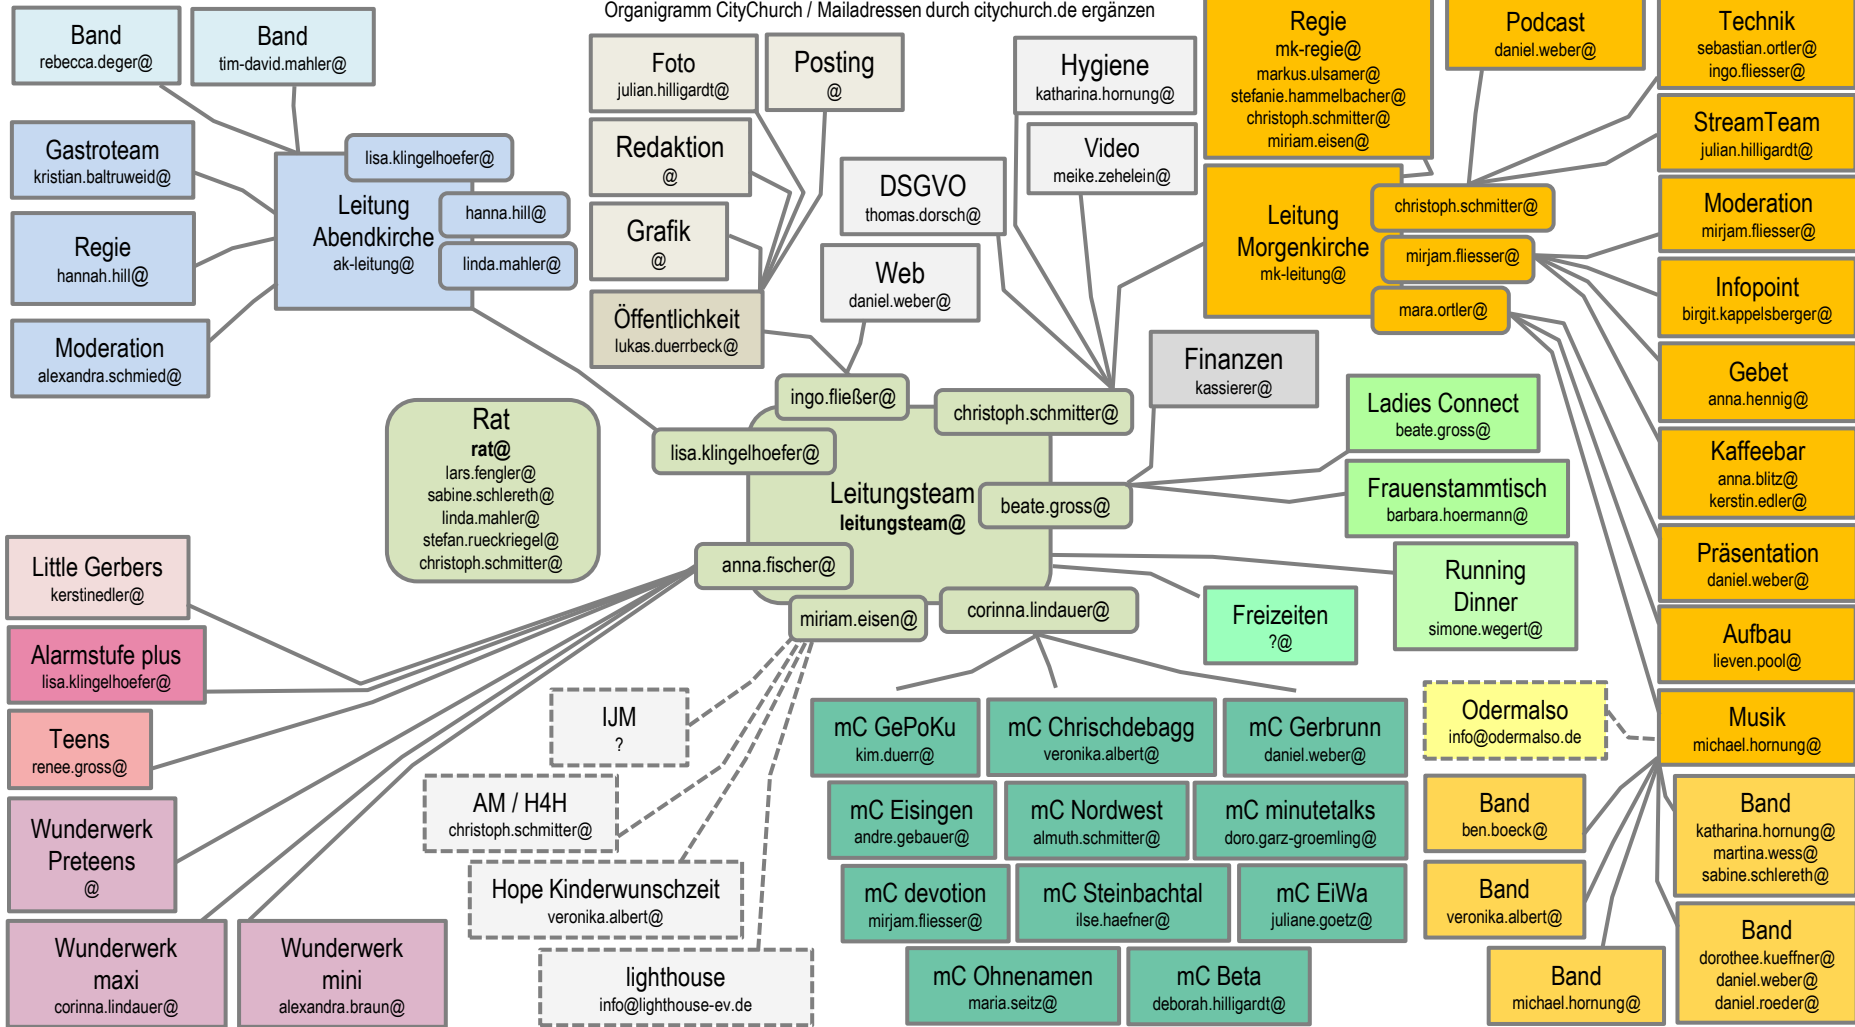 Organigramm CityChurch / Mailadressen durch citychurch.de ergänzen
Band
rebecca.deger@
Band
tim-david.mahler@
Gastroteam
kristian.baltruweid@
Regie
hannah.hill@
Moderation
alexandra.schmied@
Leitung
Abendkirche
ak-leitung@
lisa.klingelhoefer@
hanna.hill@
linda.mahler@
Foto
julian.hilligardt@
Posting
@
Redaktion
@
Grafik
@
Öffentlichkeit
lukas.duerrbeck@
DSGVO
thomas.dorsch@
Web
daniel.weber@
Hygiene
katharina.hornung@
Video
meike.zehelein@
Regie
mk-regie@
markus.ulsamer@
stefanie.hammelbacher@
christoph.schmitter@
miriam.eisen@
Podcast
daniel.weber@
Technik
sebastian.ortler@
ingo.fliesser@
StreamTeam
julian.hilligardt@
Moderation
mirjam.fliesser@
Infopoint
birgit.kappelsberger@
Gebet
anna.hennig@
Kaffeebar
anna.blitz@
kerstin.edler@
Präsentation
daniel.weber@
Aufbau
lieven.pool@
Musik
michael.hornung@
Leitung
Morgenkirche
mk-leitung@
christoph.schmitter@
mirjam.fliesser@
mara.ortler@
Finanzen
kassierer@
Ladies Connect
beate.gross@
Frauenstammtisch
barbara.hoermann@
Running
Dinner
simone.wegert@
Freizeiten
?@
Rat
rat@
lars.fengler@
sabine.schlereth@
linda.mahler@
stefan.rueckriegel@
christoph.schmitter@
Leitungsteam
leitungsteam@
ingo.fließer@
christoph.schmitter@
lisa.klingelhoefer@
beate.gross@
anna.fischer@
miriam.eisen@
corinna.lindauer@
Little Gerbers
kerstinedler@
Alarmstufe plus
lisa.klingelhoefer@
Teens
renee.gross@
Wunderwerk
Preteens
@
Wunderwerk
maxi
corinna.lindauer@
Wunderwerk
mini
alexandra.braun@
IJM
?
AM / H4H
christoph.schmitter@
Hope Kinderwunschzeit
veronika.albert@
lighthouse
info@lighthouse-ev.de
mC GePoKu
kim.duerr@
mC Chrischdebagg
veronika.albert@
mC Gerbrunn
daniel.weber@
mC Eisingen
andre.gebauer@
mC Nordwest
almuth.schmitter@
mC minutetalks
doro.garz-groemling@
mC devotion
mirjam.fliesser@
mC Steinbachtal
ilse.haefner@
mC EiWa
juliane.goetz@
mC Ohnenamen
maria.seitz@
mC Beta
deborah.hilligardt@
Odermalso
info@odermalso.de
Band
ben.boeck@
Band
katharina.hornung@
martina.wess@
sabine.schlereth@
Band
veronika.albert@
Band
michael.hornung@
Band
dorothee.kueffner@
daniel.weber@
daniel.roeder@